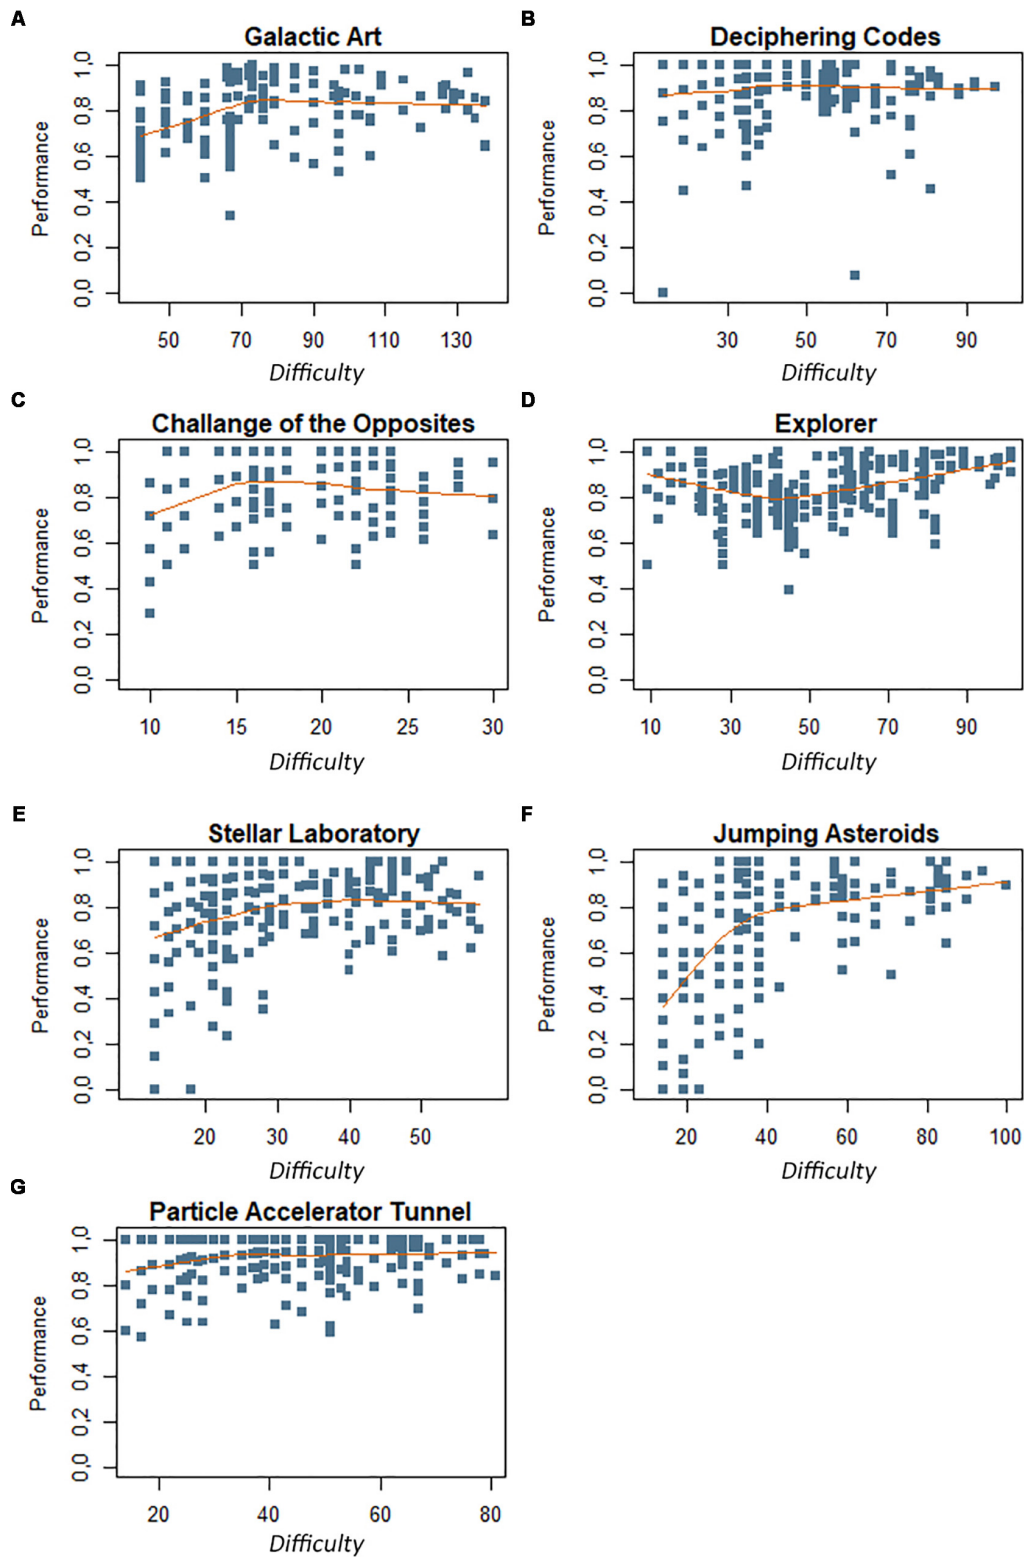 A
Galactic Art
Performance
0,0 0,2 0,4 0,6 0,8 1,0
50 70 90 110 130
Difficulty
B
Deciphering Codes
Performance
0,0 0,2 0,4 0,6 0,8 1,0
30 50 70 90
Difficulty
C
Challange of the Opposites
Performance
0,0 0,2 0,4 0,6 0,8 1,0
10 15 20 25 30
Difficulty
D
Explorer
Performance
0,0 0,2 0,4 0,6 0,8 1,0
10 30 50 70 90
Difficulty
E
Stellar Laboratory
Performance
0,0 0,2 0,4 0,6 0,8 1,0
20 30 40 50
Difficulty
F
Jumping Asteroids
Performance
0,0 0,2 0,4 0,6 0,8 1,0
20 40 60 80 100
Difficulty
G
Particle Accelerator Tunnel
Performance
0,0 0,2 0,4 0,6 0,8 1,0
20 40 60 80
Difficulty